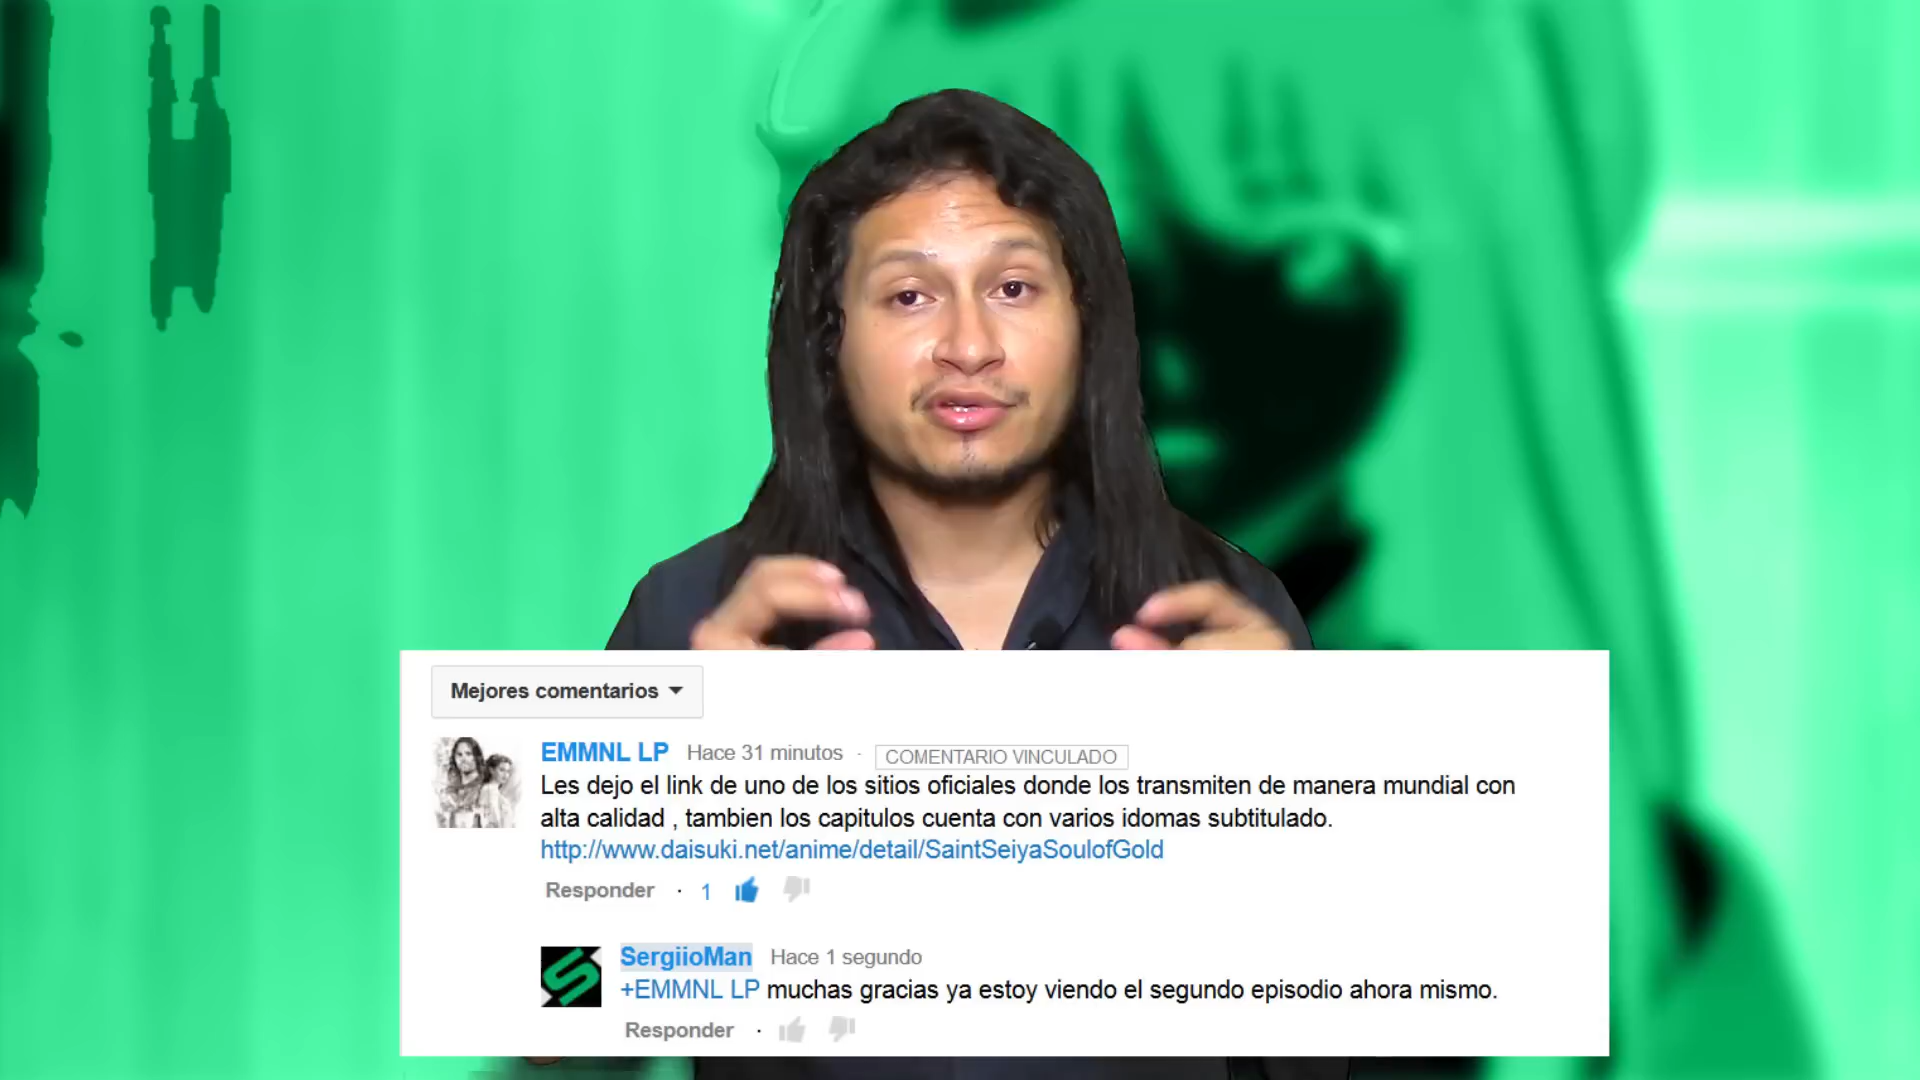 Mejores comentarios
EMMNL LP Hace 31 minutos · COMENTARIO VINCULADO
Les dejo el link de uno de los sitios oficiales donde los transmiten de manera mundial con
alta calidad , tambien los capitulos cuenta con varios idomas subtitulado.
http://www.daisuki.net/anime/detail/SaintSeiyaSoulofGold
Responder · 1
SergiioMan Hace 1 segundo
+EMMNL LP muchas gracias ya estoy viendo el segundo episodio ahora mismo.
Responder ·